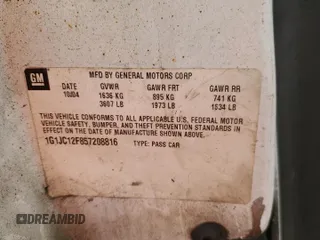 GM
MFD BY GENERAL MOTORS CORP
DATE GVWR GAWR FRT GAWR RR
10/04 1636 KG 895 KG 741 KG
3607 LB 1973 LB 1634 LB
THIS VEHICLE CONFORMS TO ALL APPLICABLE U.S. FEDERAL MOTOR
VEHICLE SAFETY, BUMPER, AND THEFT PREVENTION STANDARDS IN
EFFECT ON THE DATE OF MANUFACTURE SHOWN ABOVE.
1G1JC12F857208816
TYPE: PASS CAR
DREAMBID